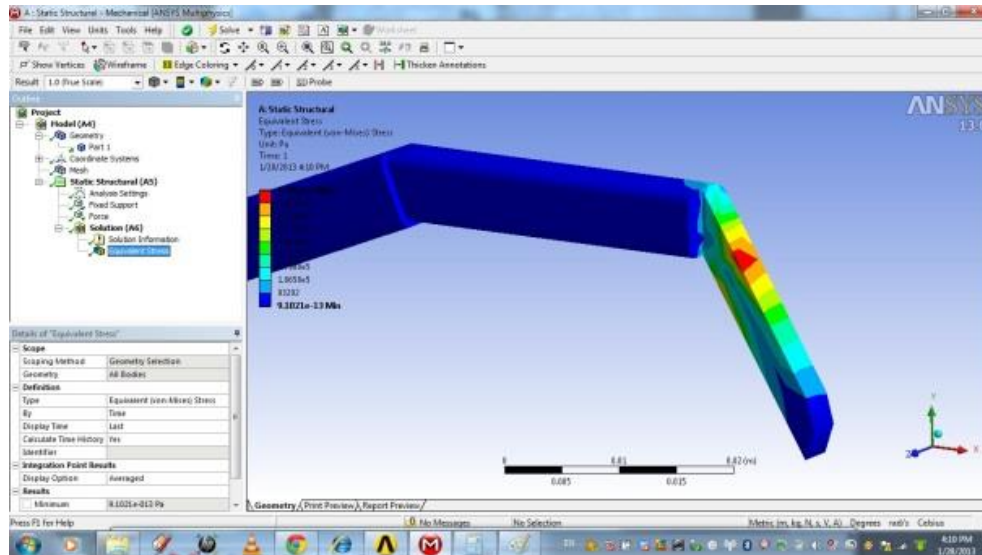 A : Static Structural - Mechanical [ANSYS Multiphysics]
File Edit View Units Tools Help Solve Worksheet
Show Vertices Wireframe Edge Coloring Thicken Annotations
Result 1.0 (True Scale) Probe
Outline
Project
Model (A4)
Geometry
Part 1
Coordinate Systems
Mesh
Static Structural (A5)
Analysis Settings
Fixed Support
Force
Solution (A6)
Solution Information
Equivalent Stress
Details of "Equivalent Stress"
Scope
Scoping Method Geometry Selection
Geometry All Bodies
Definition
Type Equivalent (von-Mises) Stress
By Time
Display Time Last
Calculate Time History Yes
Identifier
Integration Point Results
Display Option Averaged
Results
Minimum 9.1021e-013 Pa
A: Static Structural
Equivalent Stress
Type: Equivalent (von-Mises) Stress
Unit: Pa
Time: 1
1/28/2013 4:10 PM
83202
9.1021e-13 Min
ANSYS
0 0.01 0.02 (m)
0.005 0.015
Y
X
Z
Geometry Print Preview Report Preview
Press F1 for Help
No Messages
No Selection
Metric (m, kg, N, s, V, A) Degrees rad/s Celsius
4:10 PM
1/28/2013